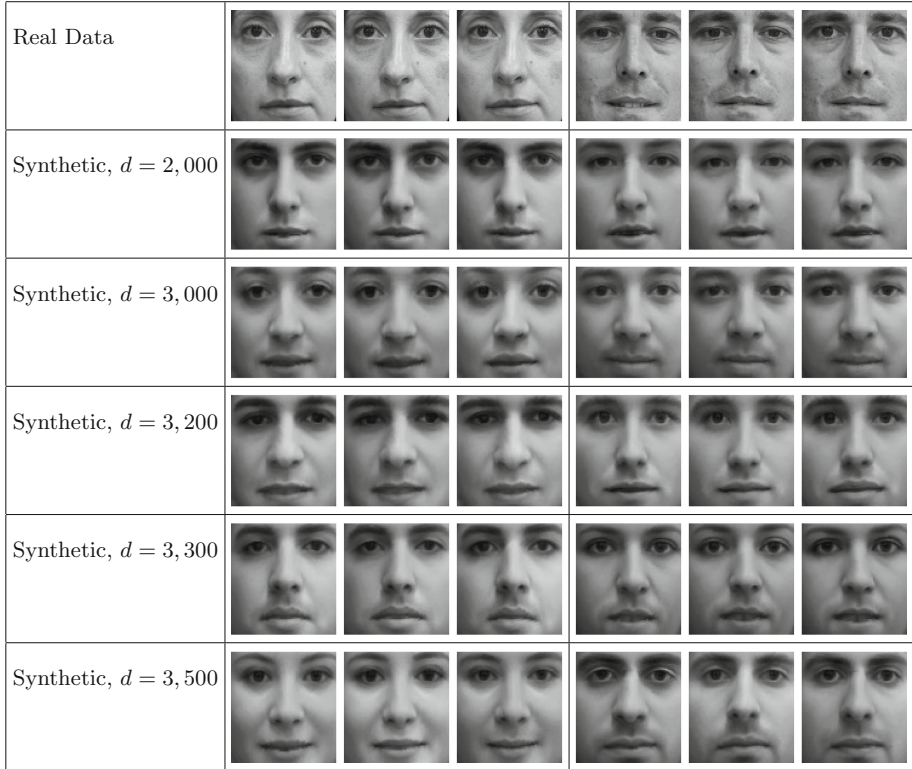 Real Data
Synthetic, d = 2, 000
Synthetic, d = 3, 000
Synthetic, d = 3, 200
Synthetic, d = 3, 300
Synthetic, d = 3, 500